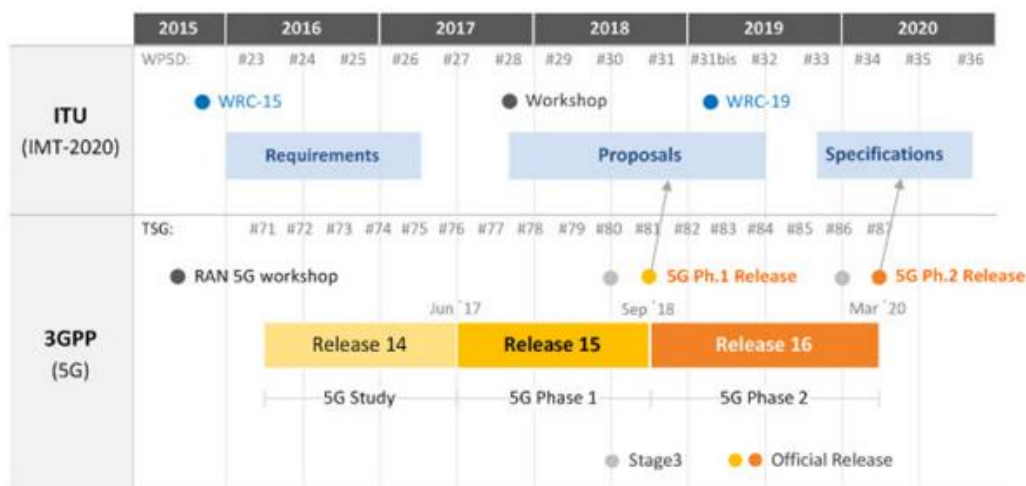 2015 2016 2017 2018 2019 2020
WP5D: #23 #24 #25 #26 #27 #28 #29 #30 #31 #31bis #32 #33 #34 #35 #36
WRC-15 Workshop WRC-19
ITU
(IMT-2020)
Requirements Proposals Specifications
TSG: #71 #72 #73 #74 #75 #76 #77 #78 #79 #80 #81 #82 #83 #84 #85 #86 #87
RAN 5G workshop 5G Ph.1 Release 5G Ph.2 Release
Jun ´17 Sep ´18 Mar ´20
3GPP
(5G)
Release 14 Release 15 Release 16
5G Study 5G Phase 1 5G Phase 2
Stage3 Official Release